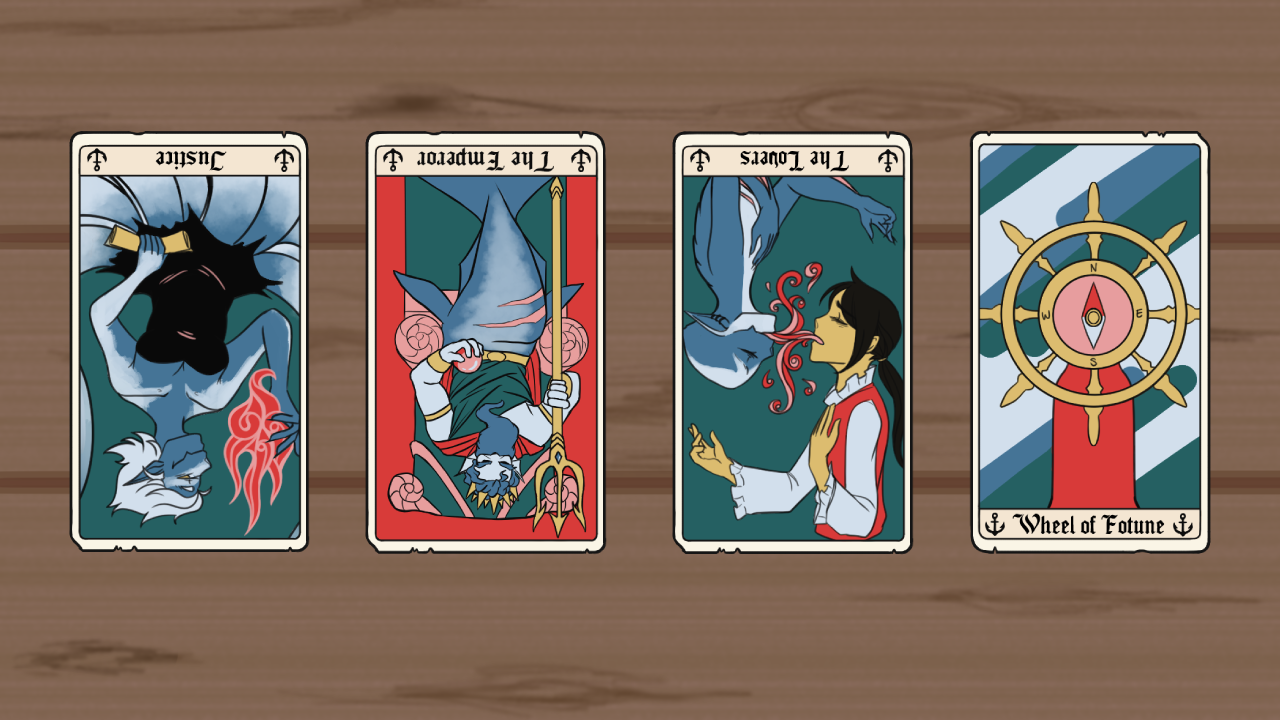 Justice
The Emperor
The Lovers
N
W
E
S
Wheel of Fotune